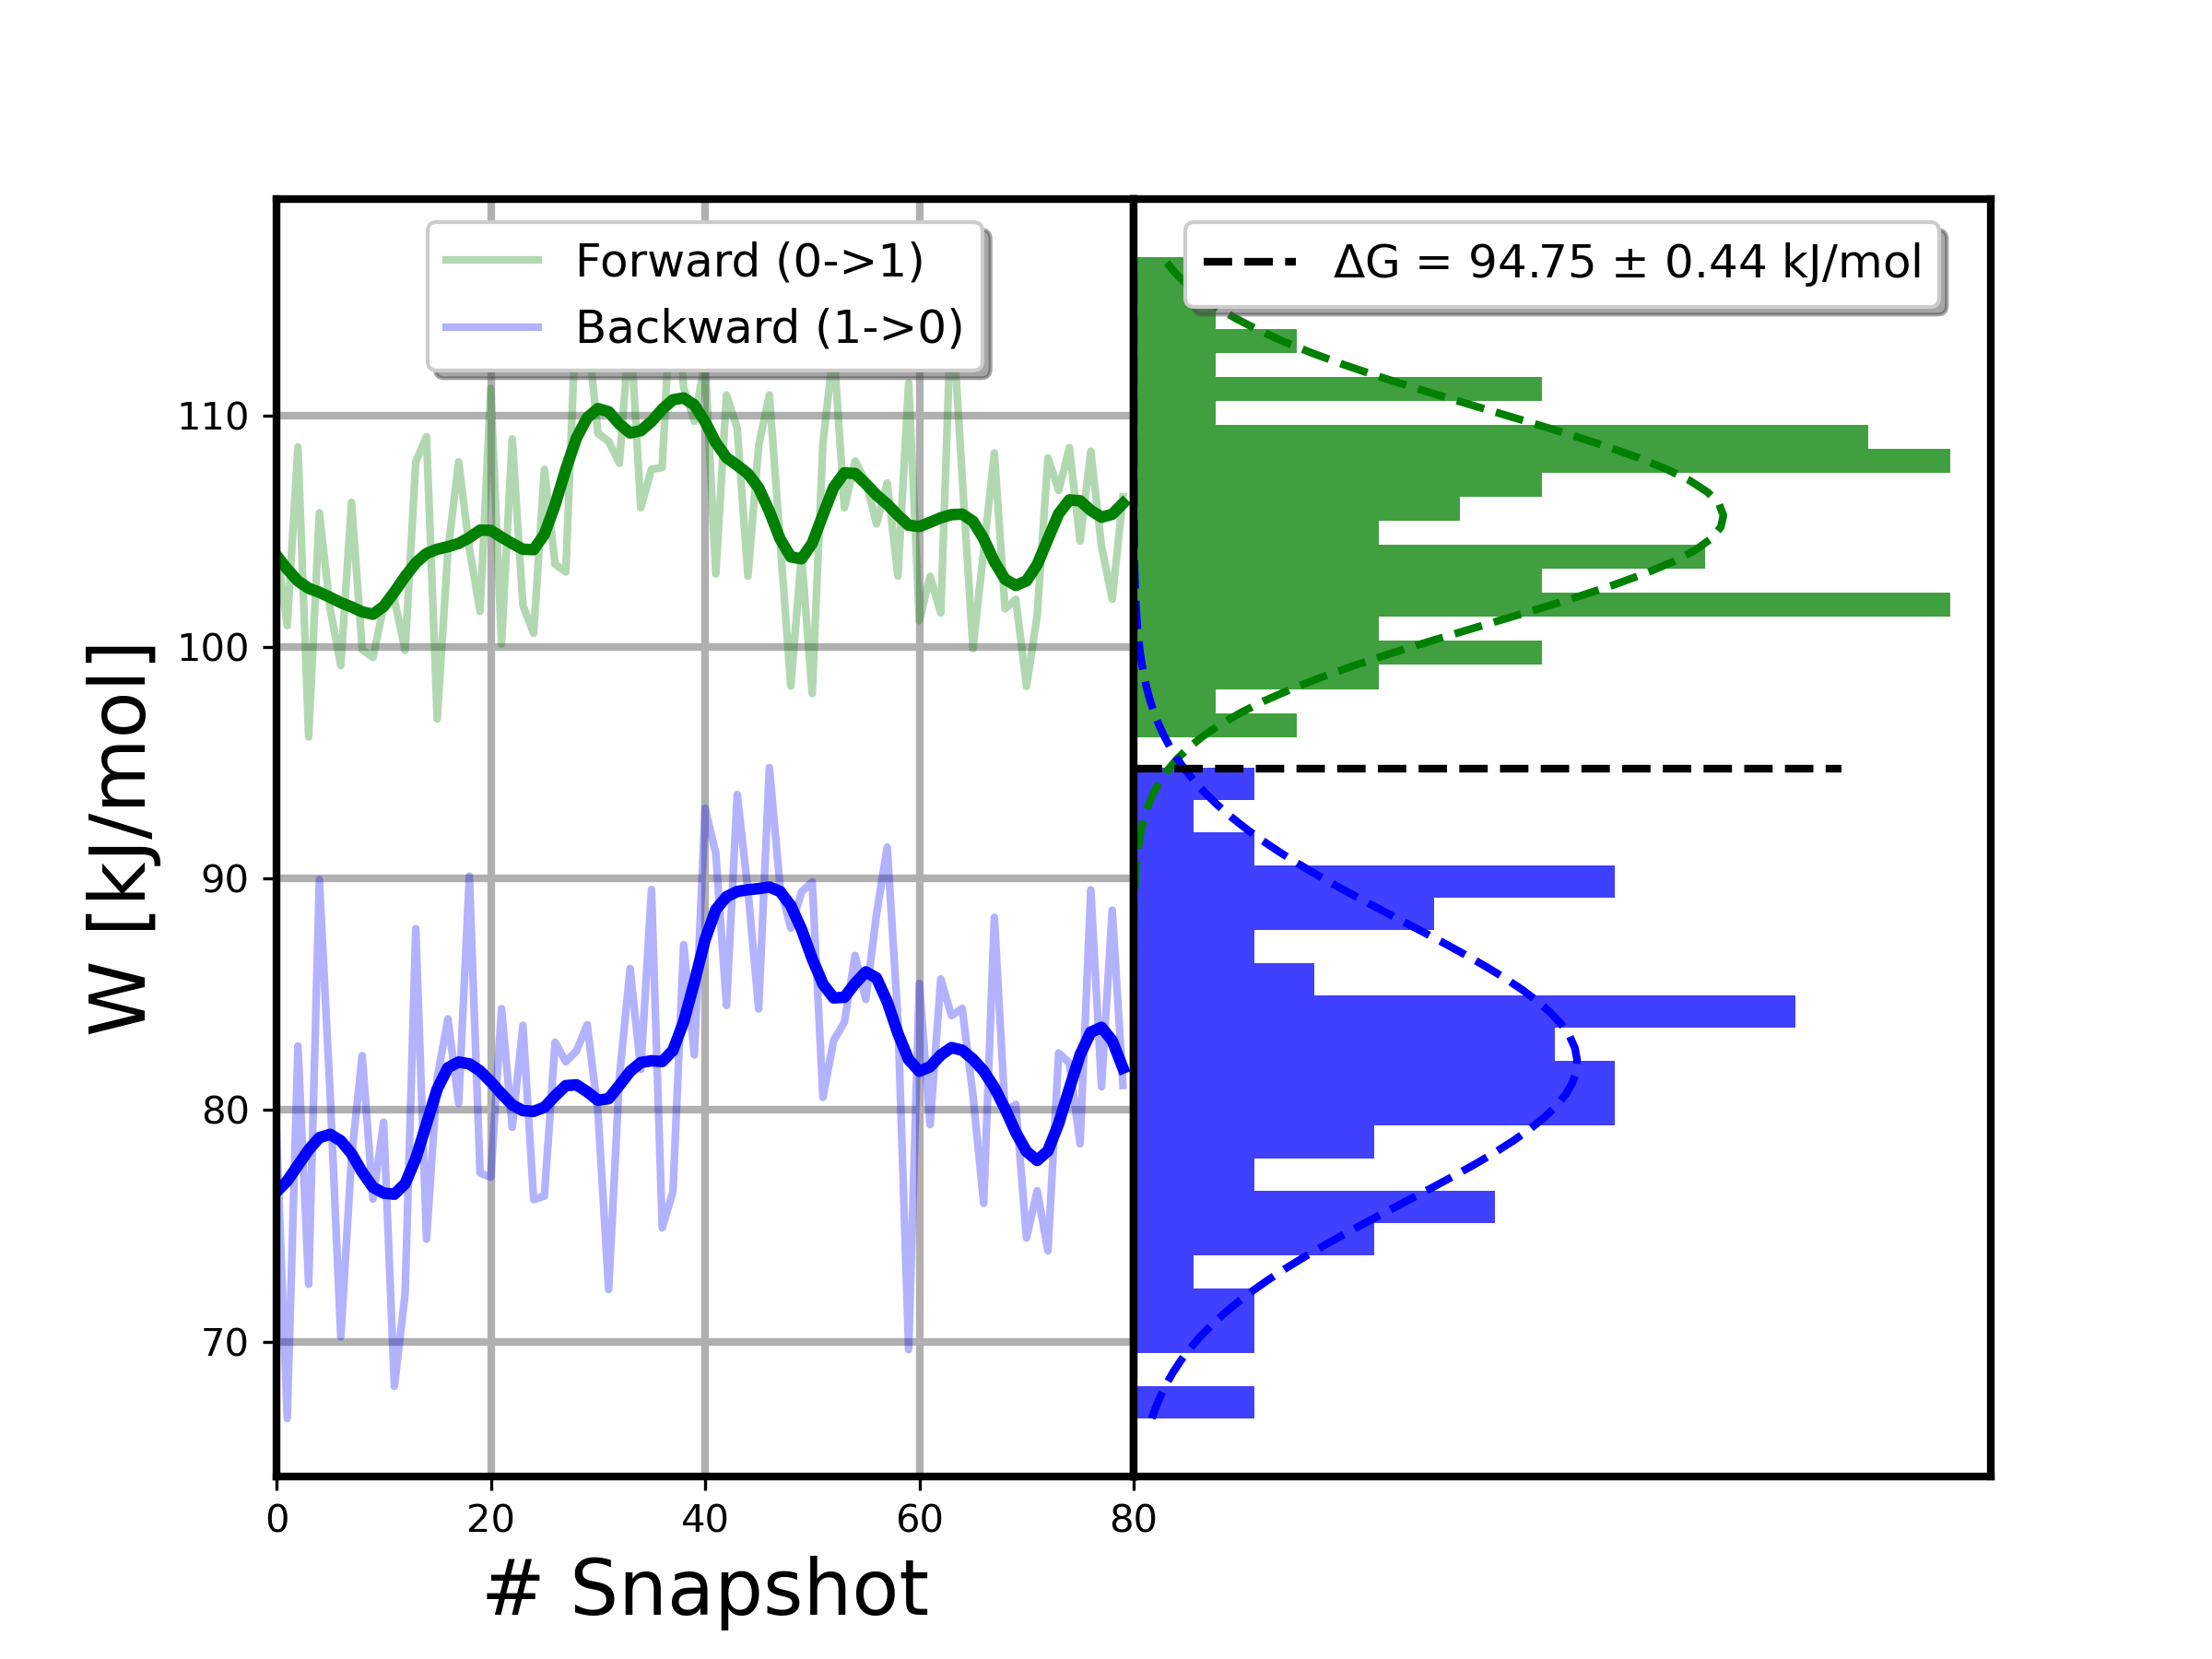 Forward (0->1)
Backward (1->0)
ΔG = 94.75 ± 0.44 kJ/mol
W [kJ/mol]
110
100
90
80
70
0 20 40 60 80
# Snapshot